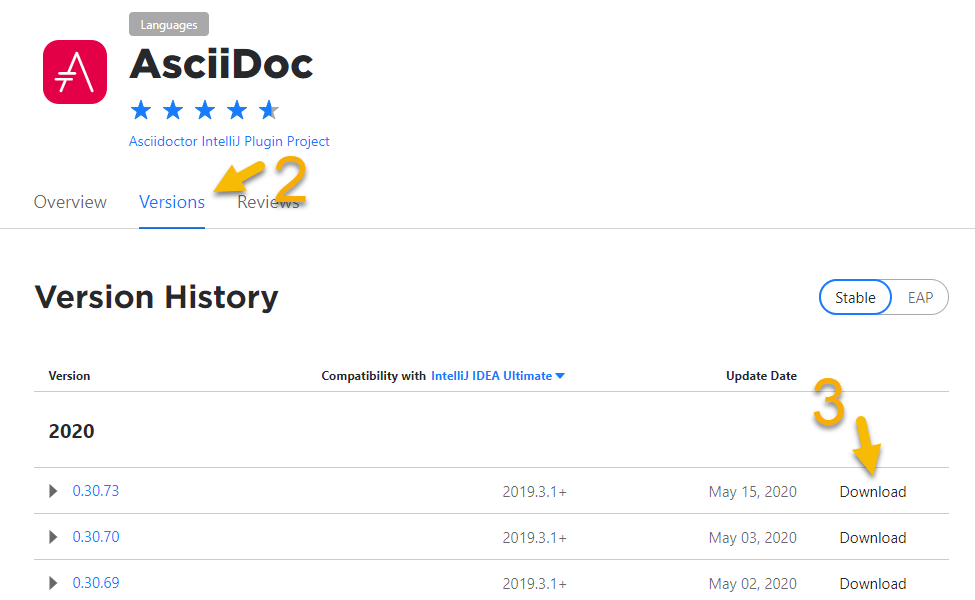 Languages
AsciiDoc
Asciidoctor IntelliJ Plugin Project
2
Overview Versions Reviews
Version History
Stable EAP
Version Compatibility with IntelliJ IDEA Ultimate Update Date
3
2020
0.30.73 2019.3.1+ May 15, 2020 Download
0.30.70 2019.3.1+ May 03, 2020 Download
0.30.69 2019.3.1+ May 02, 2020 Download